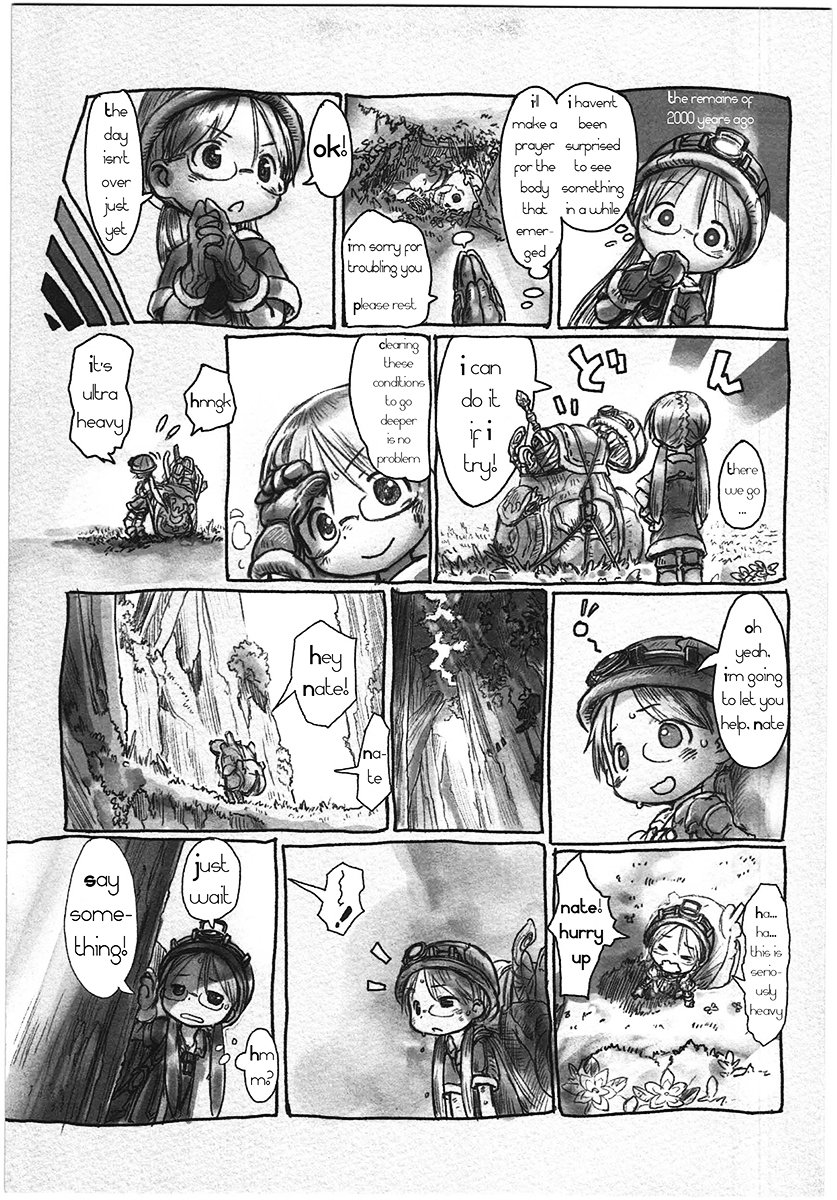 the remains of
2000 years ago
i havent
been
surprised
to see
something
in a while
i'll
make a
prayer
for the
body
that
emer-
ged
i'm sorry for
troubling you
please rest.
ok!
the
day
isn't
over
just
yet
ど
ん
there
we go
...
i can
do it
if i
try!
clearing
these
conditions
to go
deeper
is no
problem
hnngk
it's
ultra
heavy
oh
yeah.
i'm going
to let you
help, nate
hey
nate!
na-
te
ha...
ha...
this is
serio-
usly
heavy
nate!
hurry
up
just
wait
hm
m?
say
some-
thing!